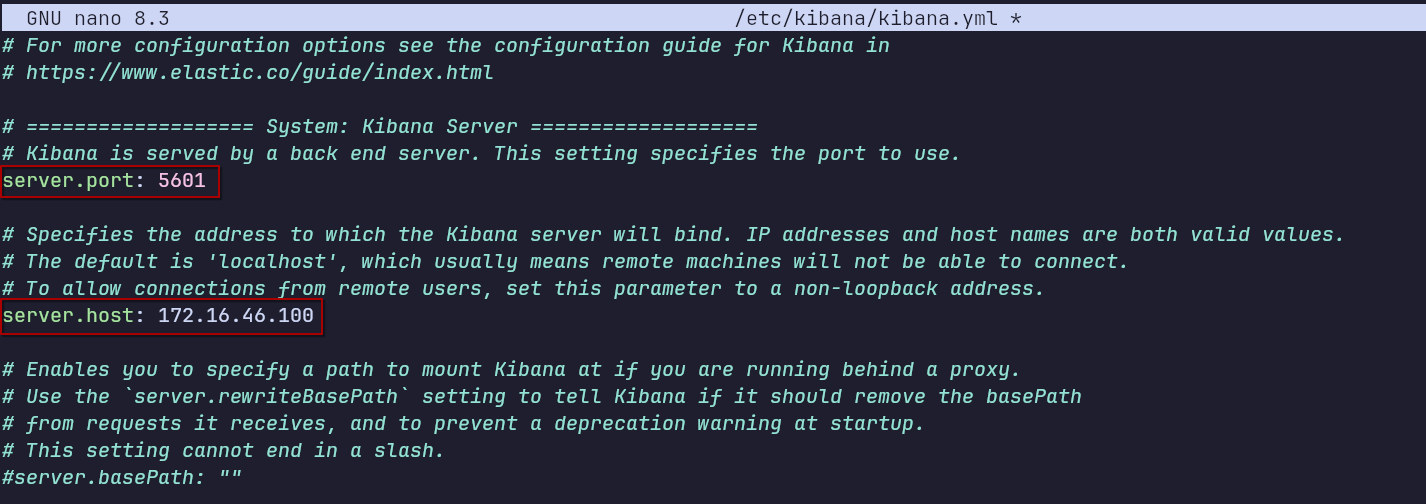 GNU nano 8.3 /etc/kibana/kibana.yml *
# For more configuration options see the configuration guide for Kibana in
# https://www.elastic.co/guide/index.html
# =================== System: Kibana Server ===================
# Kibana is served by a back end server. This setting specifies the port to use.
server.port: 5601
# Specifies the address to which the Kibana server will bind. IP addresses and host names are both valid values.
# The default is 'localhost', which usually means remote machines will not be able to connect.
# To allow connections from remote users, set this parameter to a non-loopback address.
server.host: 172.16.46.100
# Enables you to specify a path to mount Kibana at if you are running behind a proxy.
# Use the `server.rewriteBasePath` setting to tell Kibana if it should remove the basePath
# from requests it receives, and to prevent a deprecation warning at startup.
# This setting cannot end in a slash.
#server.basePath: ""